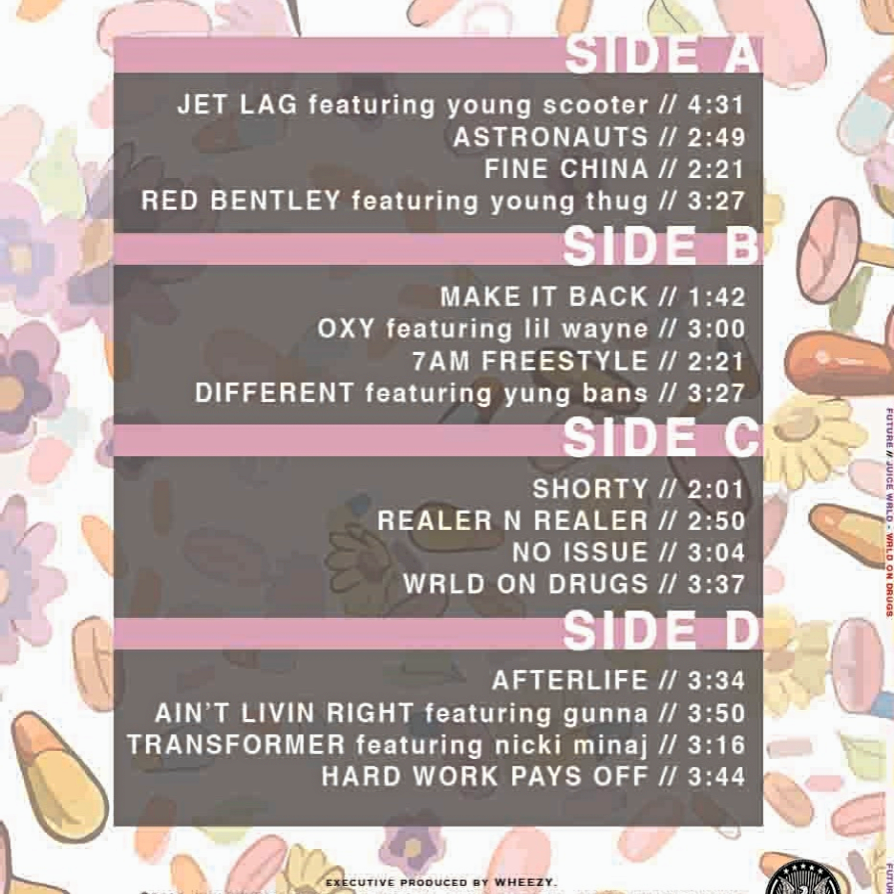 SIDE A
JET LAG featuring young scooter // 4:31
ASTRONAUTS // 2:49
FINE CHINA // 2:21
RED BENTLEY featuring young thug // 3:27
SIDE B
MAKE IT BACK // 1:42
OXY featuring lil wayne // 3:00
7AM FREESTYLE // 2:21
DIFFERENT featuring yung bans // 3:27
SIDE C
SHORTY // 2:01
REALER N REALER // 2:50
NO ISSUE // 3:04
WRLD ON DRUGS // 3:37
SIDE D
AFTERLIFE // 3:34
AIN'T LIVIN RIGHT featuring gunna // 3:50
TRANSFORMER featuring nicki minaj // 3:16
HARD WORK PAYS OFF // 3:44
EXECUTIVE PRODUCED BY WHEEZY.
FUTURE // JUICE WRLD - WRLD ON DRUGS